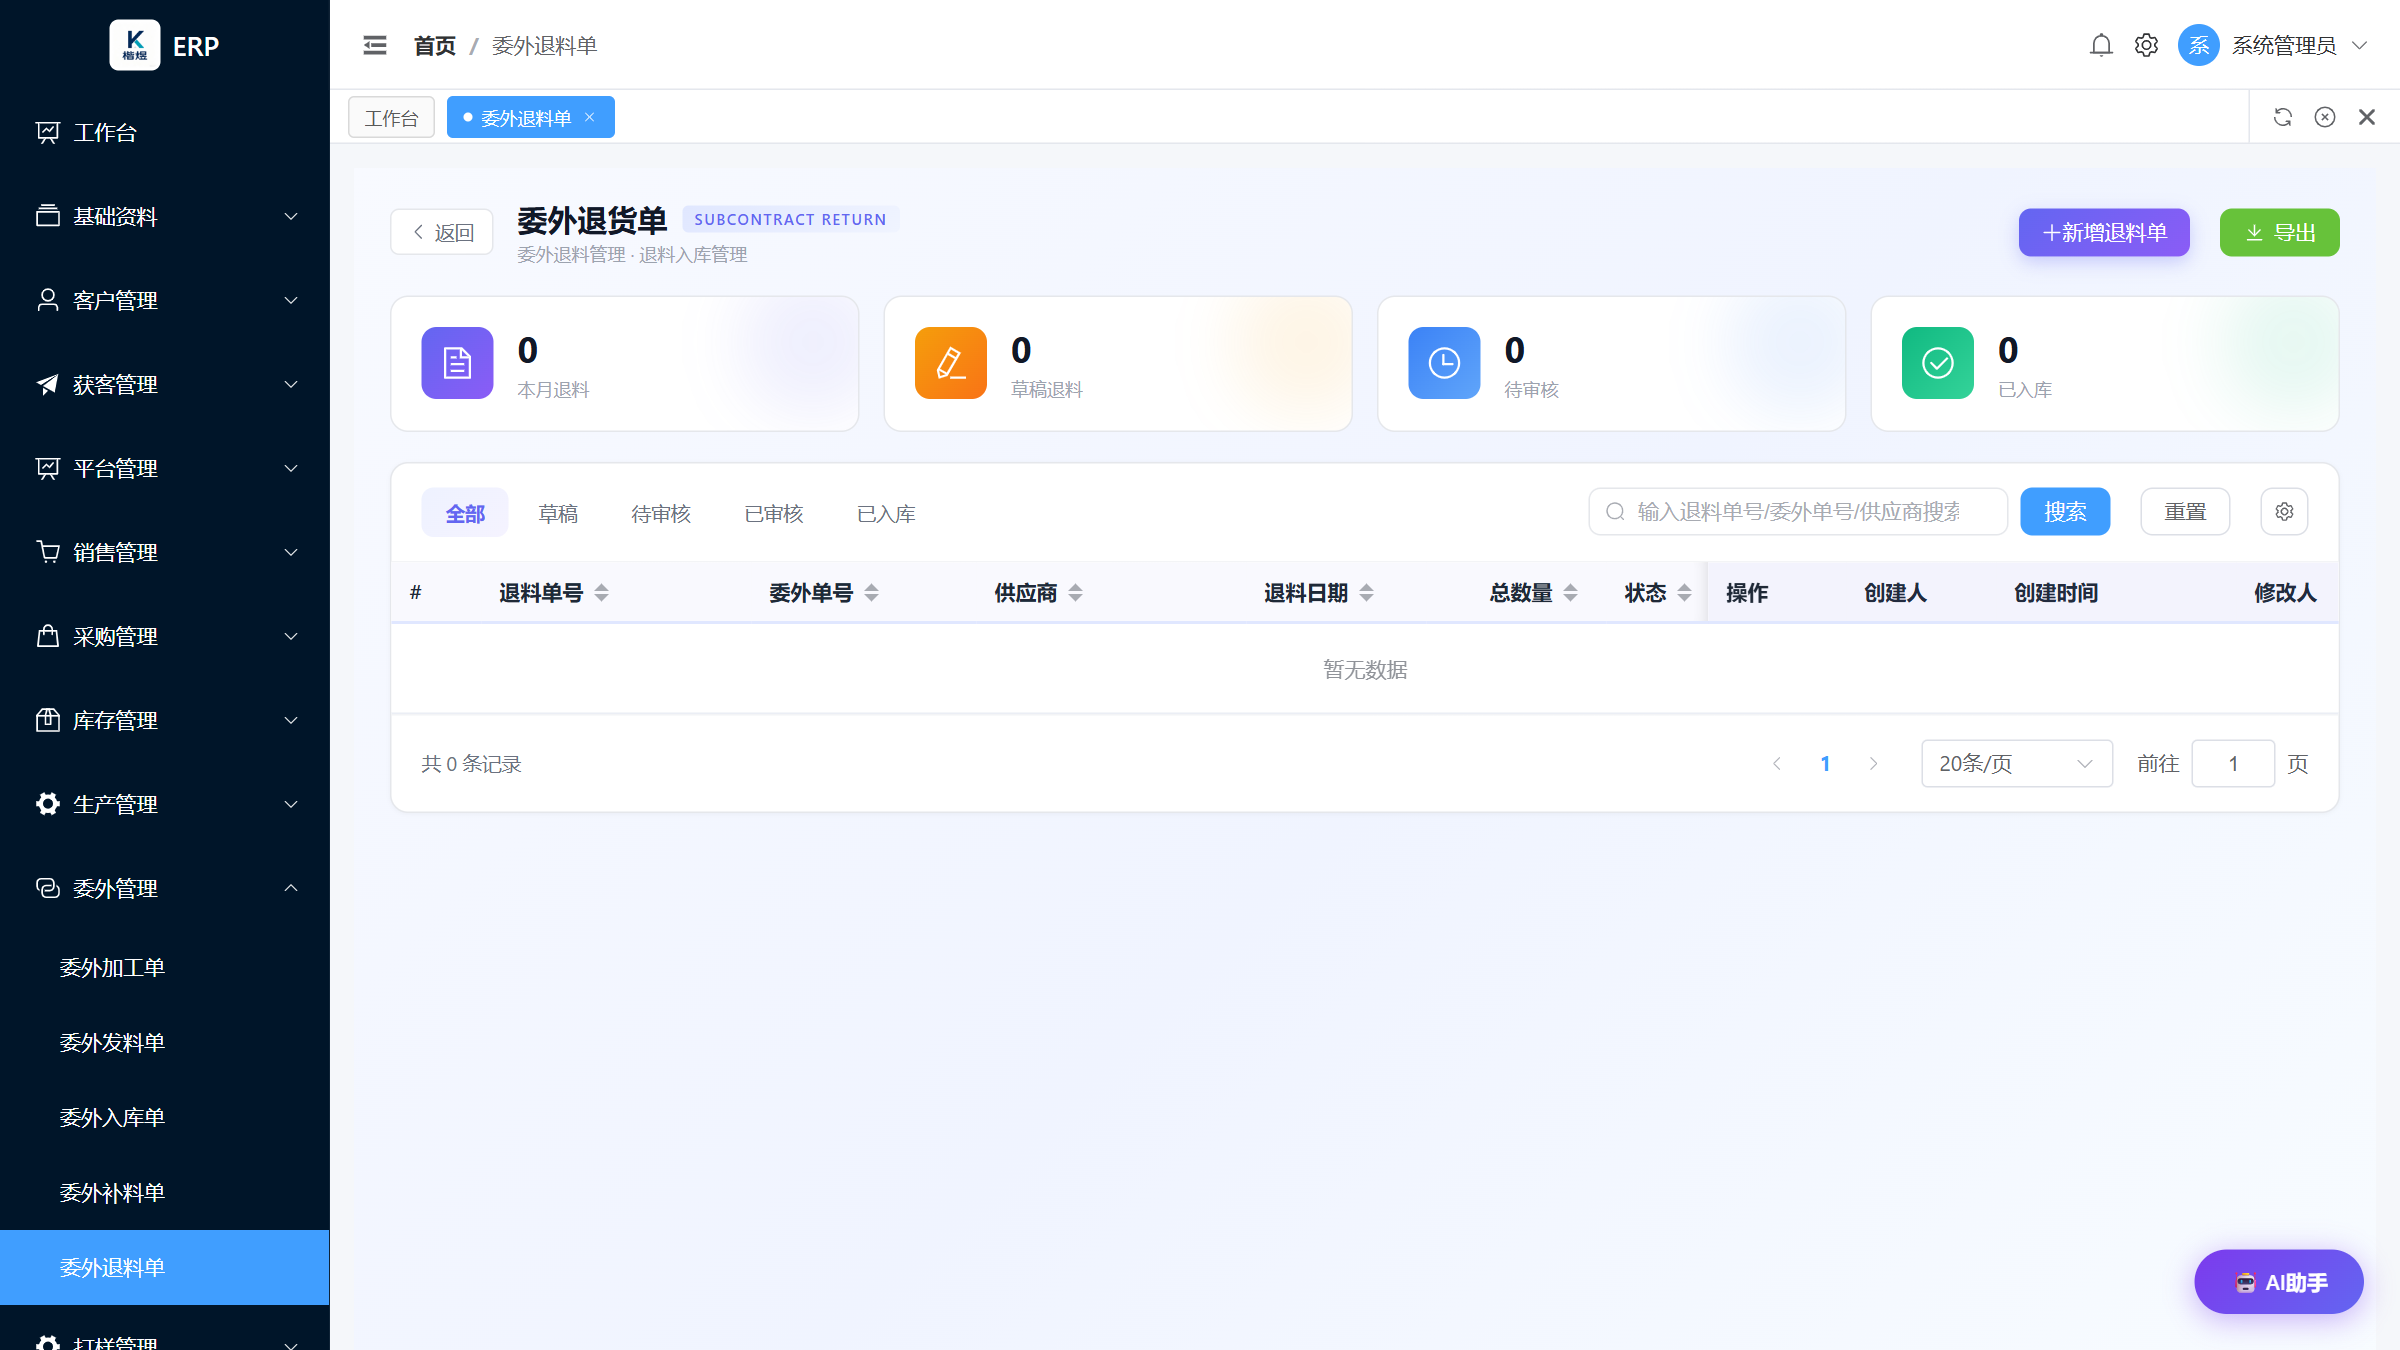 K
楷煜
ERP
工作台
基础资料
客户管理
获客管理
平台管理
销售管理
采购管理
库存管理
生产管理
委外管理
委外加工单
委外发料单
委外入库单
委外补料单
委外退料单
打样管理
首页 / 委外退料单
系 系统管理员
工作台
委外退料单
返回
委外退货单 SUBCONTRACT RETURN
委外退料管理 · 退料入库管理
新增退料单
导出
0
本月退料
0
草稿退料
0
待审核
0
已入库
全部 草稿 待审核 已审核 已入库
输入退料单号/委外单号/供应商搜索
搜索
重置
# 退料单号 委外单号 供应商 退料日期 总数量 状态 操作 创建人 创建时间 修改人
暂无数据
共 0 条记录
1
20条/页
前往 1 页
AI助手